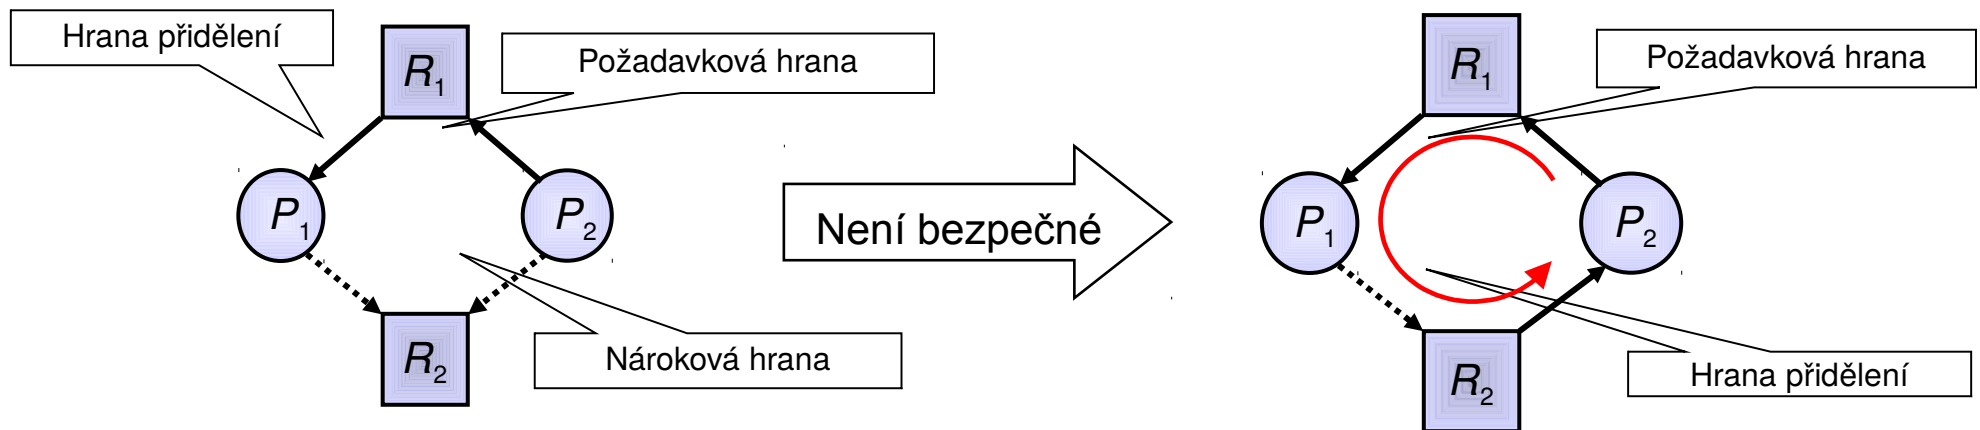 Hrana přidělení
R1
Požadavková hrana
P1
P2
R2
Nároková hrana
Není bezpečné
R1
Požadavková hrana
P1
P2
R2
Hrana přidělení